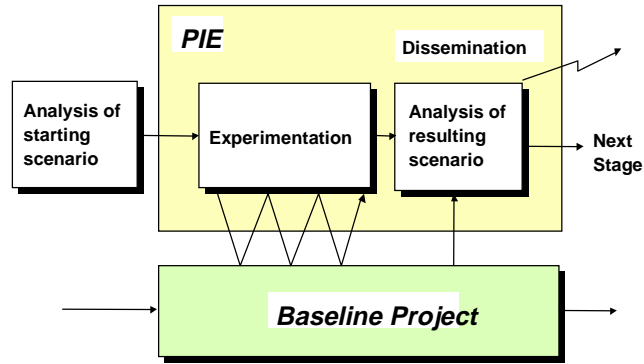 PIE
Dissemination
Analysis of
starting
scenario
Experimentation
Analysis of
resulting
scenario
Next
Stage
Baseline Project